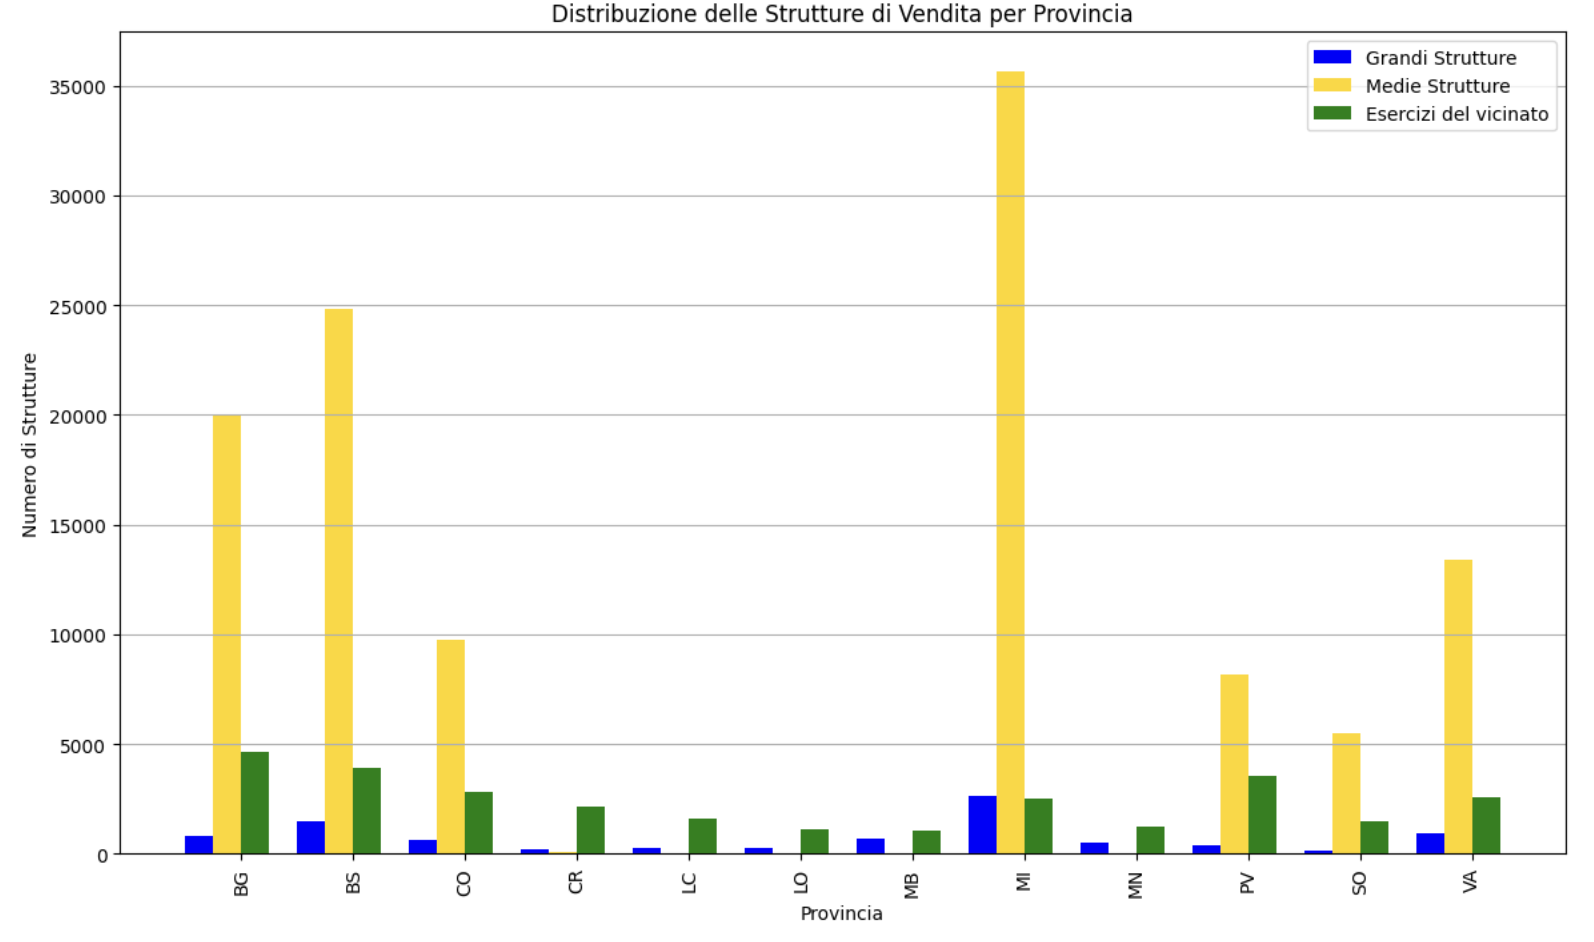 Distribuzione delle Strutture di Vendita per Provincia
Grandi Strutture
Medie Strutture
Esercizi del vicinato
Numero di Strutture
35000
30000
25000
20000
15000
10000
5000
0
BG BS CO CR LC LO MB MI MN PV SO VA
Provincia